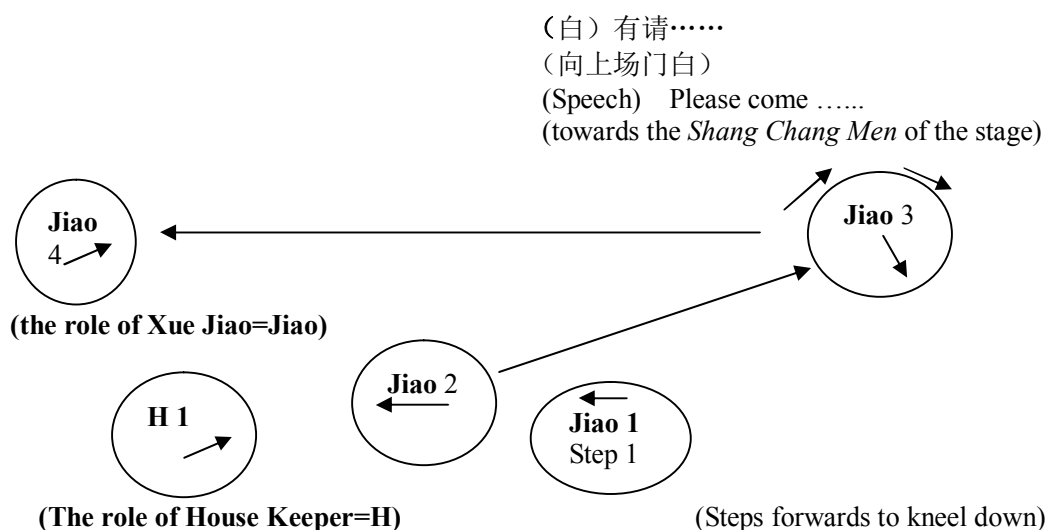 （白）有请……
（向上场门白）
(Speech) Please come …...
(towards the Shang Chang Men of the stage)
Jiao
4
Jiao 3
(the role of Xue Jiao=Jiao)
Jiao 2
H 1
Jiao 1
Step 1
(The role of House Keeper=H)
(Steps forwards to kneel down)